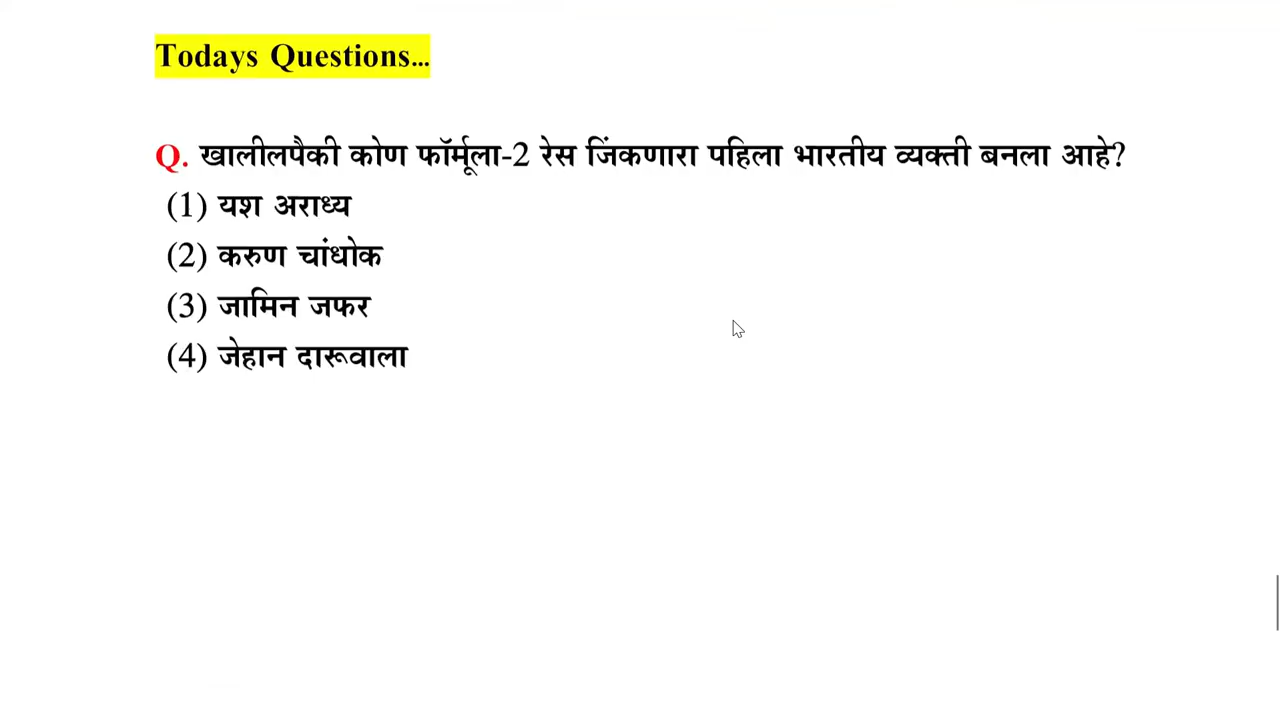 Todays Questions...
Q. खालीलपैकी कोण फॉर्मूला-2 रेस जिंकणारा पहिला भारतीय व्यक्ती बनला आहे?
(1) यश अराध्य
(2) करुण चांधोक
(3) जामिन जफर
(4) जेहान दारूवाला